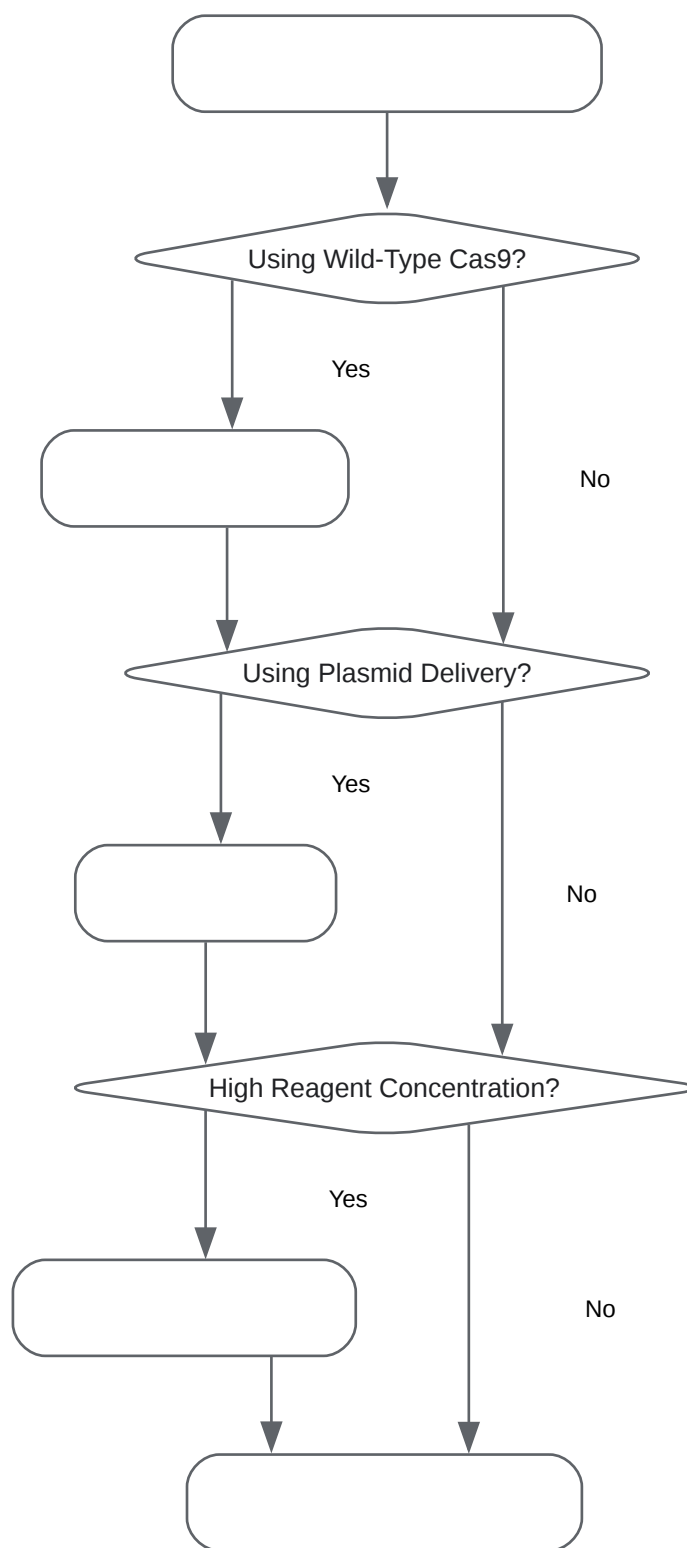 Using Wild-Type Cas9?
Yes
No
Using Plasmid Delivery?
Yes
No
High Reagent Concentration?
Yes
No